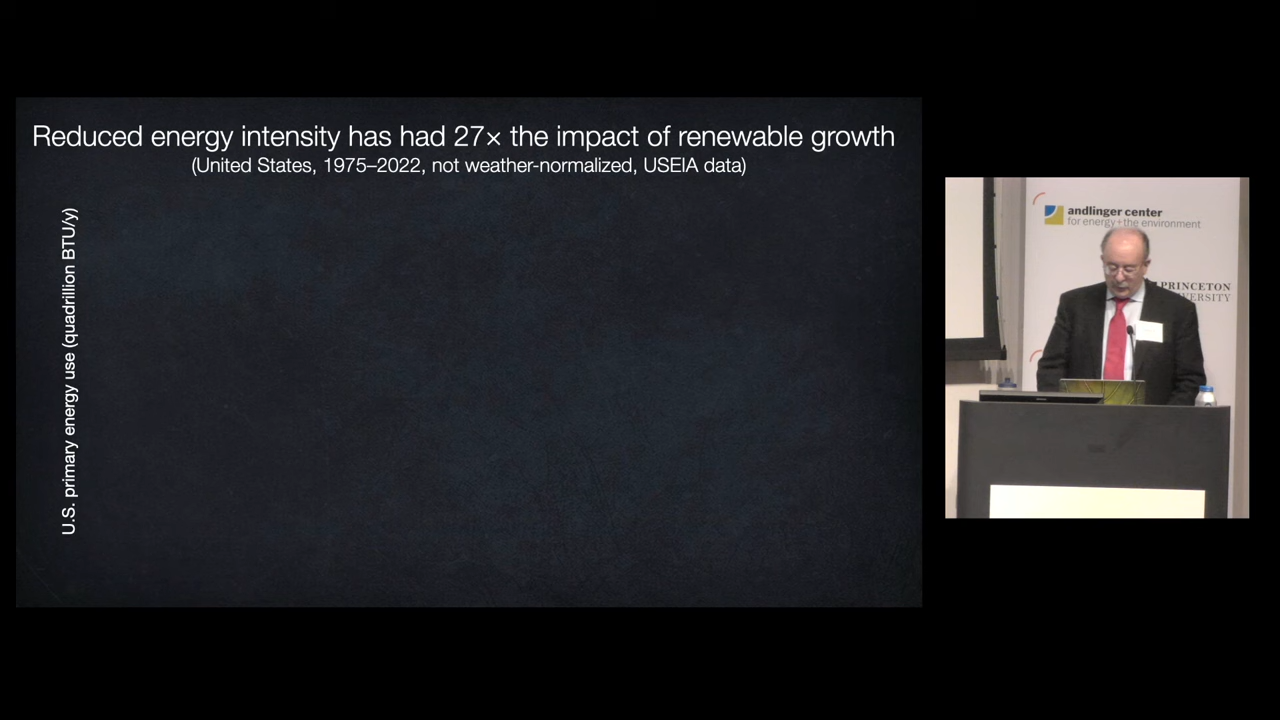 Reduced energy intensity has had 27× the impact of renewable growth
(United States, 1975–2022, not weather-normalized, USEIA data)
U.S. primary energy use (quadrillion BTU/y)
andlinger center
for energy+the environment
PRINCETON
VERSITY